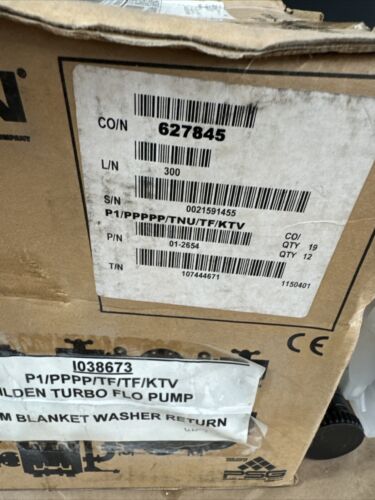 N
CO/N 627845
L/N 300
S/N 0021591455
P1/PPPPP/TNU/TF/KTV
P/N 01-2654
CO/
QTY 19
QTY 12
T/N 107444671
1150401
CE
I038673
P1/PPPP/TF/TF/KTV
ILDEN TURBO FLO PUMP
M BLANKET WASHER RETURN
PSG